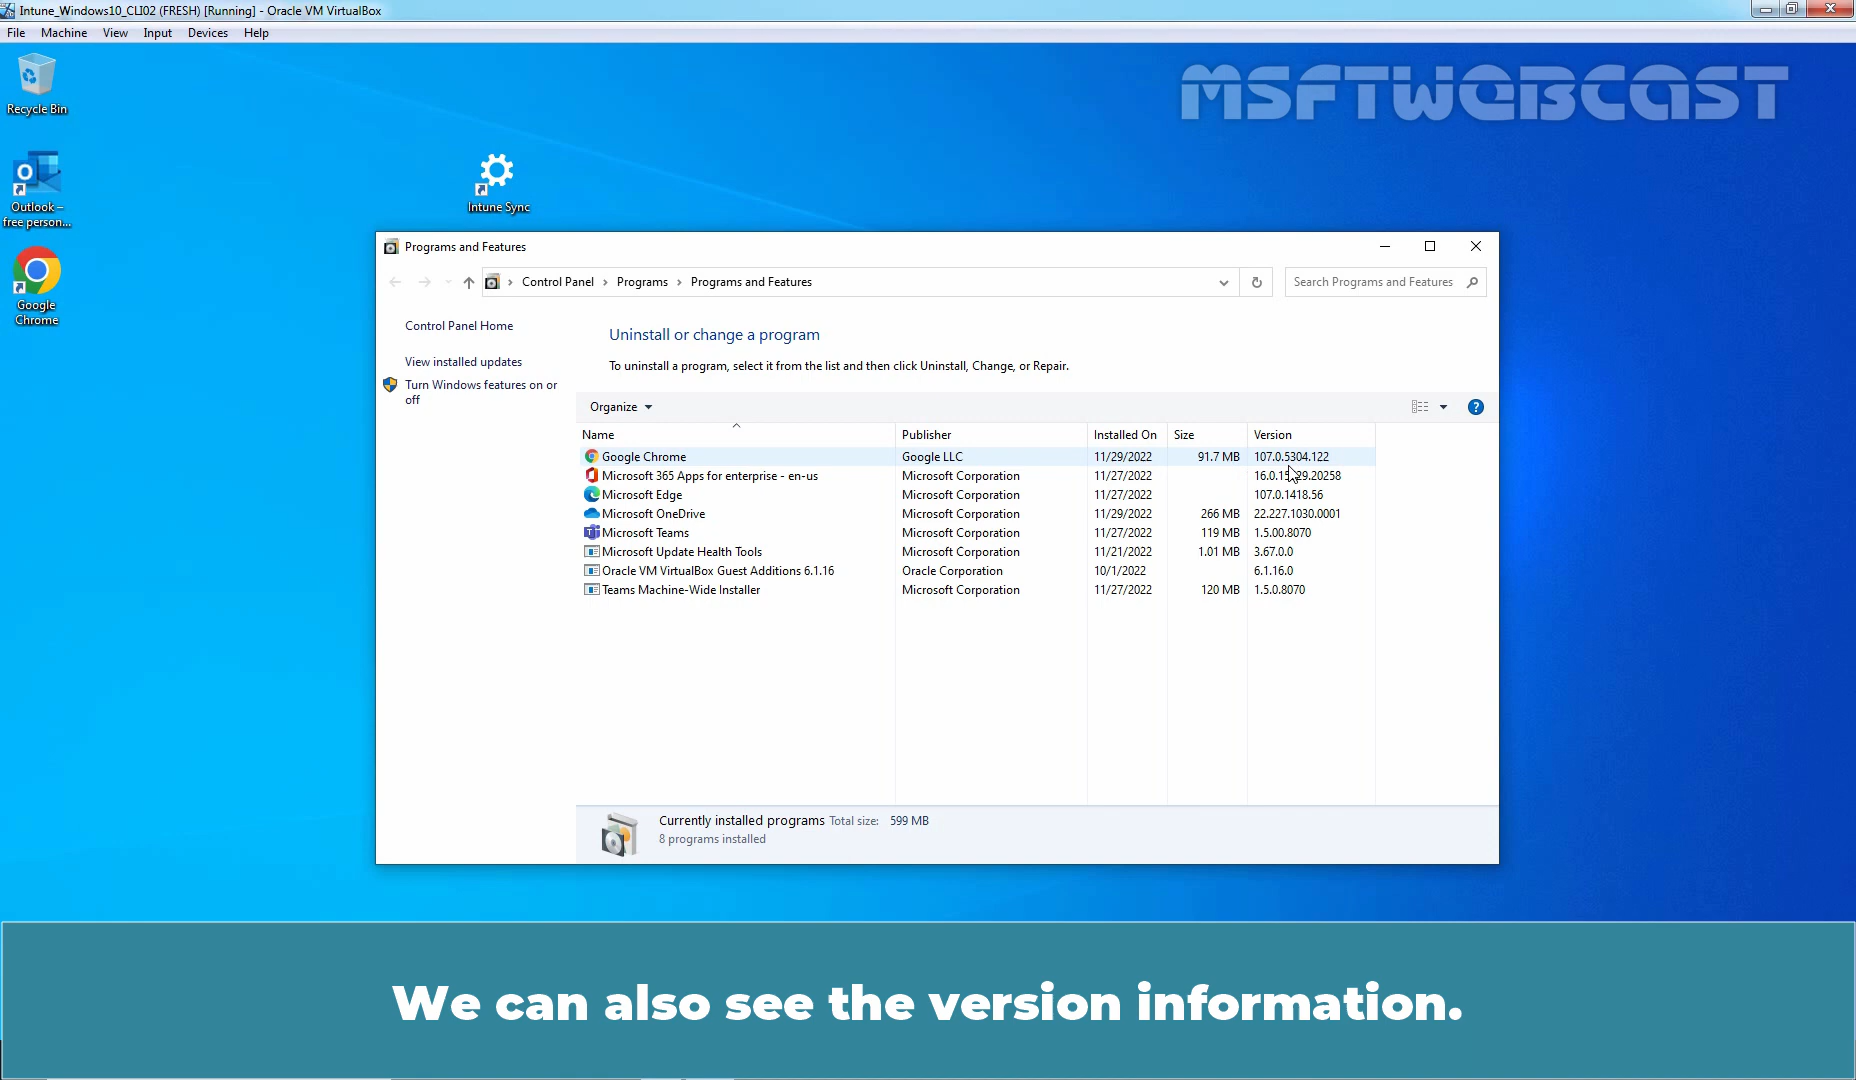 Intune_Windows10_CLI02 (FRESH) [Running] - Oracle VM VirtualBox
File Machine View Input Devices Help
MSFTWEBCAST
Recycle Bin
Outlook –
free person...
Google
Chrome
Intune Sync
Programs and Features
Control Panel > Programs > Programs and Features
Search Programs and Features
Control Panel Home
View installed updates
Turn Windows features on or
off
Uninstall or change a program
To uninstall a program, select it from the list and then click Uninstall, Change, or Repair.
Organize
Name Publisher Installed On Size Version
Google Chrome Google LLC 11/29/2022 91.7 MB 107.0.5304.122
Microsoft 365 Apps for enterprise - en-us Microsoft Corporation 11/27/2022
Microsoft Edge Microsoft Corporation 11/27/2022 107.0.1418.56
Microsoft OneDrive Microsoft Corporation 11/29/2022 266 MB 22.227.1030.0001
Microsoft Teams Microsoft Corporation 11/27/2022 119 MB 1.5.00.8070
Microsoft Update Health Tools Microsoft Corporation 11/21/2022 1.01 MB 3.67.0.0
Oracle VM VirtualBox Guest Additions 6.1.16 Oracle Corporation 10/1/2022 6.1.16.0
Teams Machine-Wide Installer Microsoft Corporation 11/27/2022 120 MB 1.5.0.8070
Currently installed programs Total size: 599 MB
8 programs installed
We can also see the version information.